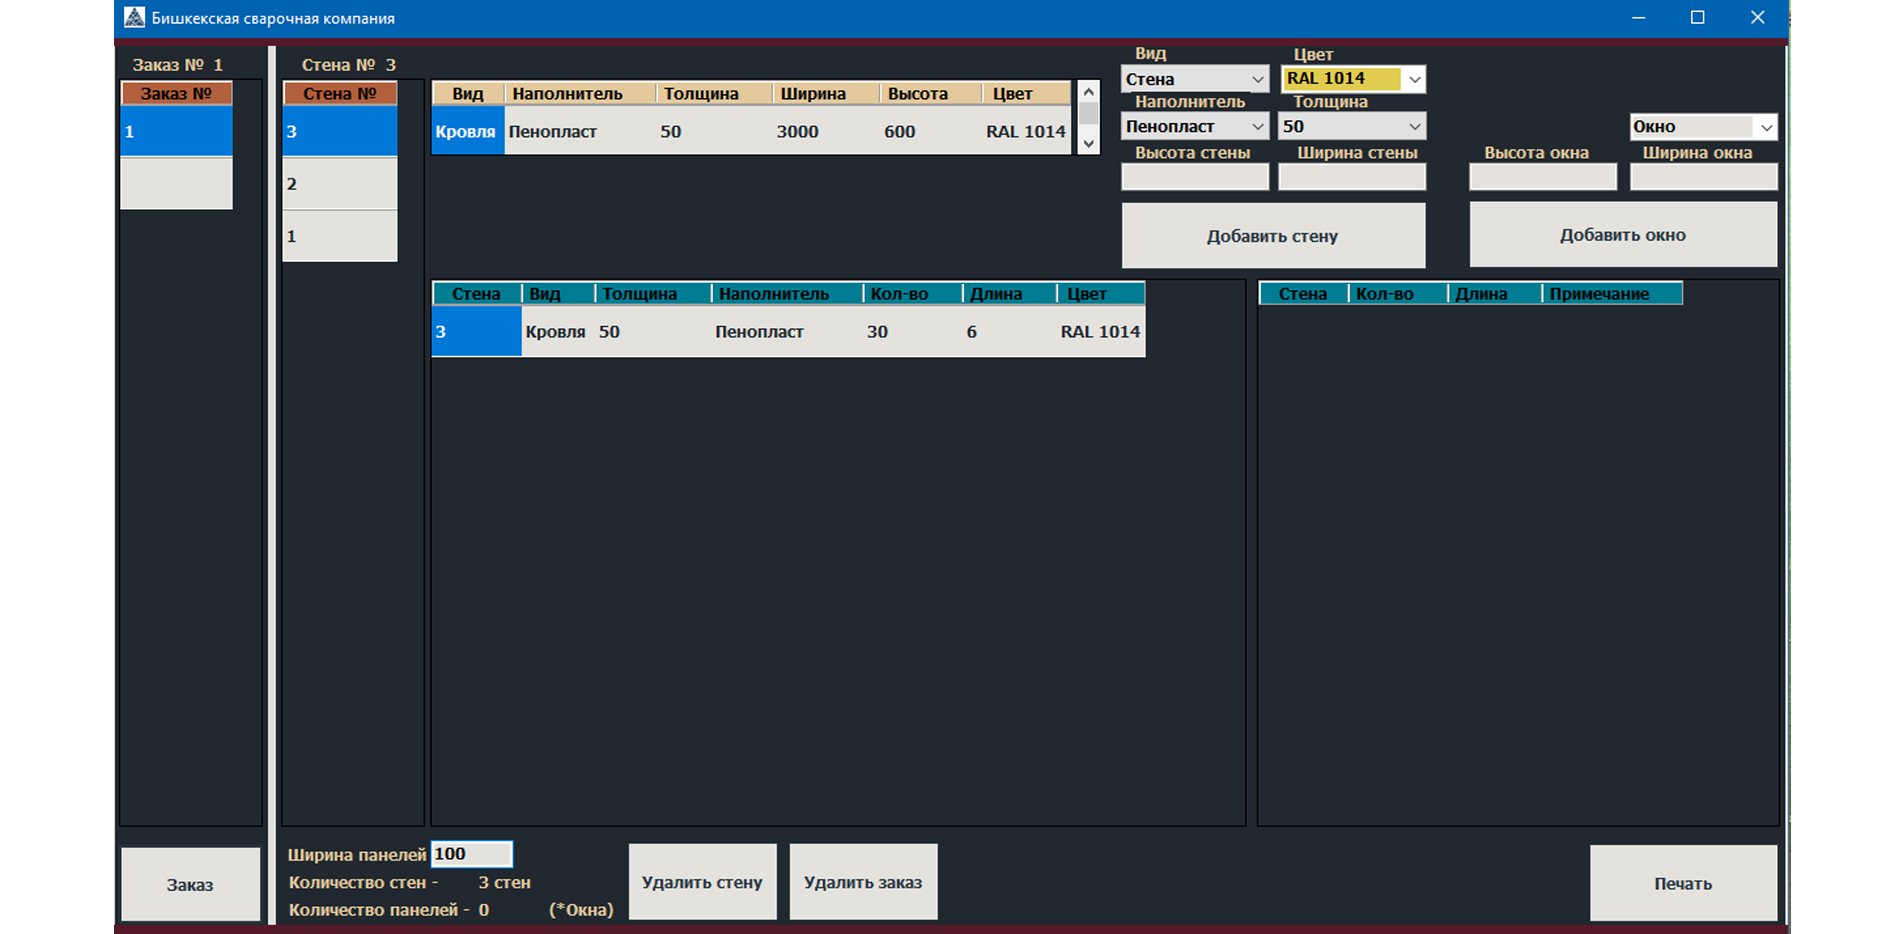 Бишкекская сварочная компания
Заказ № 1
Стена № 3
Вид
Цвет
Заказ №
Стена №
Вид Наполнитель Толщина Ширина Высота Цвет
Стена
RAL 1014
Наполнитель
Толщина
1
3
Кровля Пенопласт 50 3000 600 RAL 1014
Пенопласт
50
Окно
Высота стены
Ширина стены
Высота окна
Ширина окна
2
1
Добавить стену
Добавить окно
Стена Вид Толщина Наполнитель Кол-во Длина Цвет
Стена Кол-во Длина Примечание
3 Кровля 50 Пенопласт 30 6 RAL 1014
Заказ
Ширина панелей 100
Количество стен - 3 стен
Количество панелей - 0 (*Окна)
Удалить стену
Удалить заказ
Печать